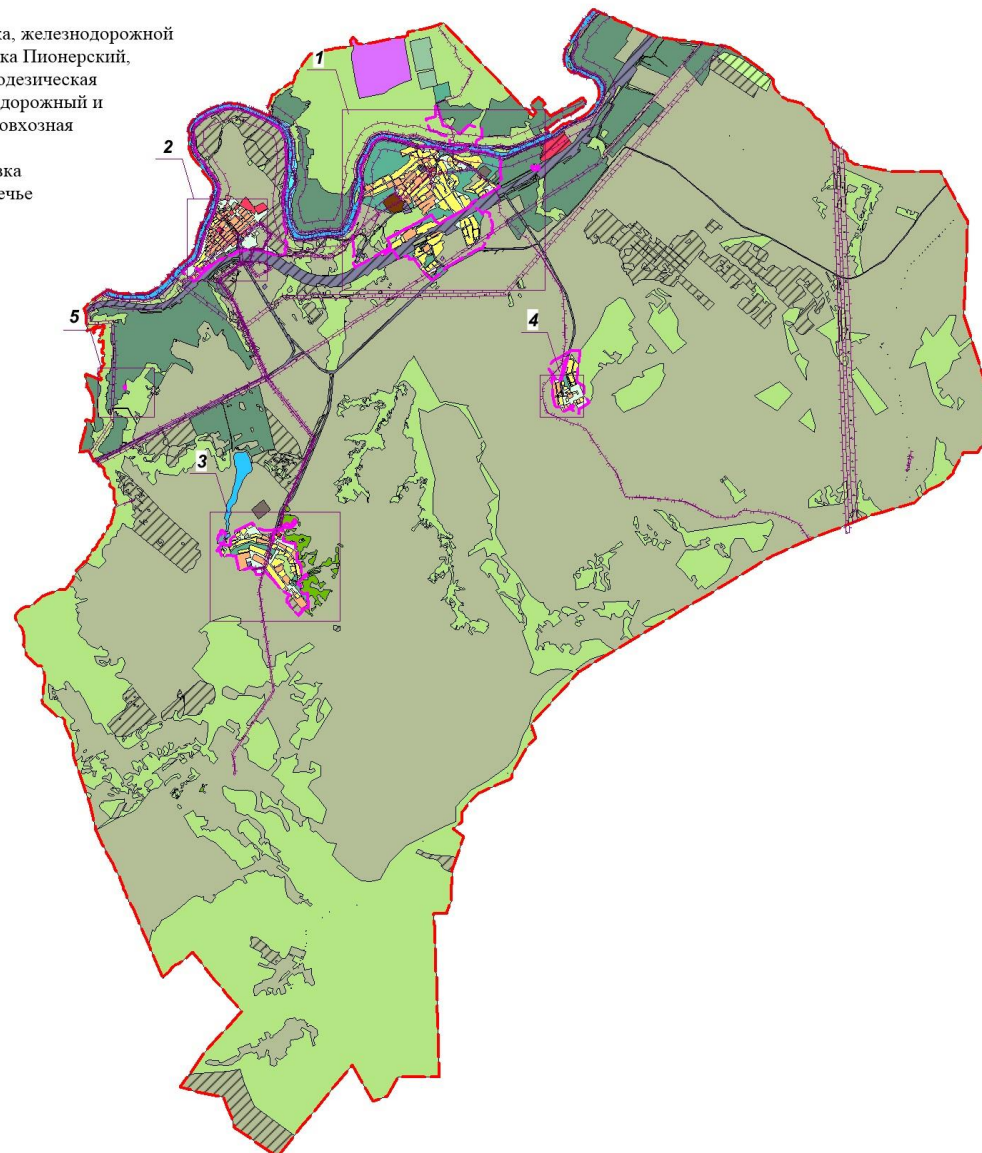 ка, железнодорожной
ка Пионерский,
одезическая
дорожный и
овхозная
вка
ечье
1
2
5
4
3